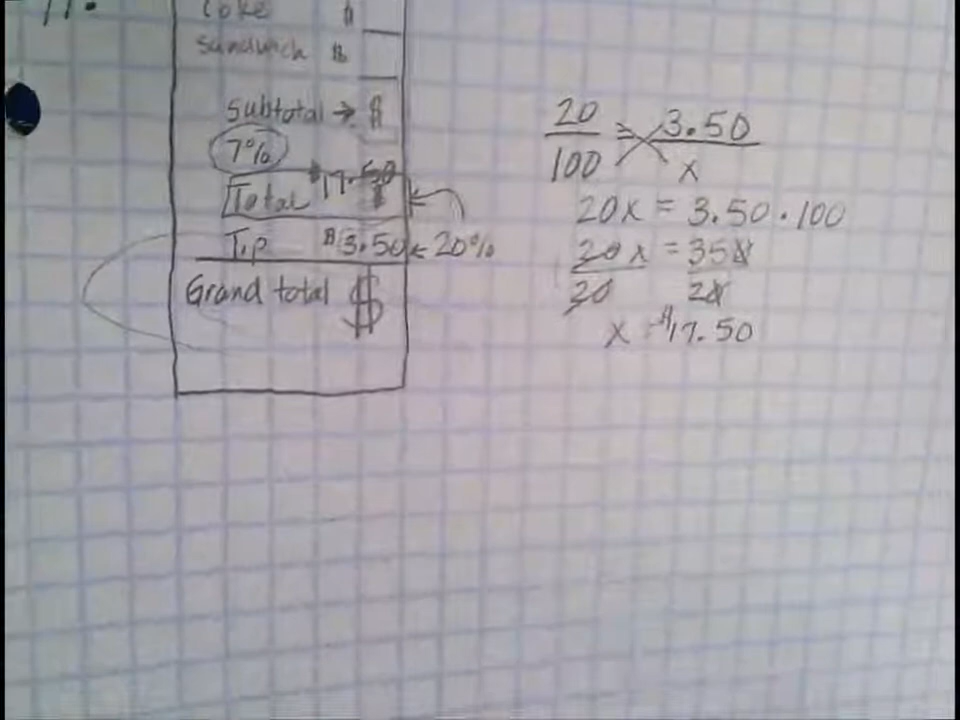 11.
Coke $
Sandwich $
Subtotal → $
7%
Total $17.50
Tip $3.50 ← 20%
Grand total $
20/100 = 3.50/x
20x = 3.50 · 100
20x/20 = 350/20
x = $17.50